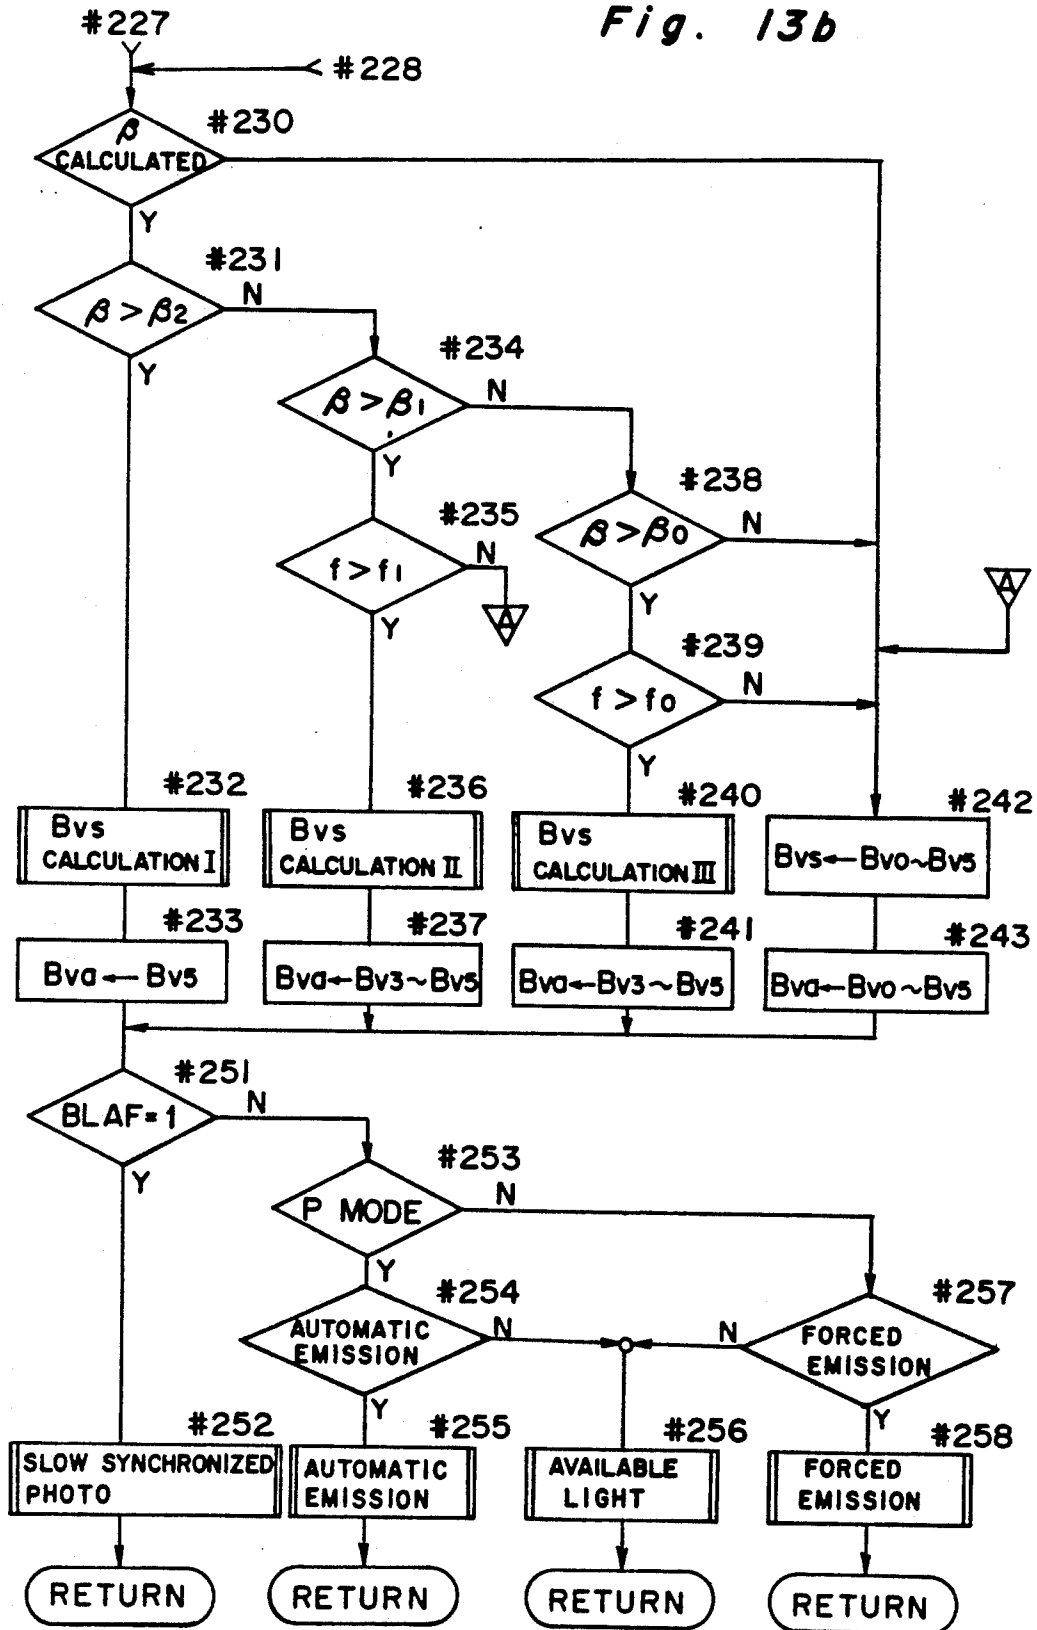 Fig. 13b
#227
Y
#228
#230
β
CALCULATED
Y
#231
β > β2
N
Y
#234
β > β1
N
Y
#235
f > f1
N
A
Y
#238
β > β0
N
Y
A
#239
f > f0
N
Y
#232
Bvs
CALCULATION I
#236
Bvs
CALCULATION II
#240
Bvs
CALCULATION III
#242
Bvs←Bv0~Bv5
#233
Bva ← Bv5
#237
Bva←Bv3~Bv5
#241
Bva←Bv3~Bv5
#243
Bva←Bv0~Bv5
#251
BLAF=1
N
Y
#253
P MODE
N
Y
#254
AUTOMATIC
EMISSION
N
Y
#257
FORCED
EMISSION
N
Y
#252
SLOW SYNCHRONIZED
PHOTO
#255
AUTOMATIC
EMISSION
#256
AVAILABLE
LIGHT
#258
FORCED
EMISSION
RETURN
RETURN
RETURN
RETURN